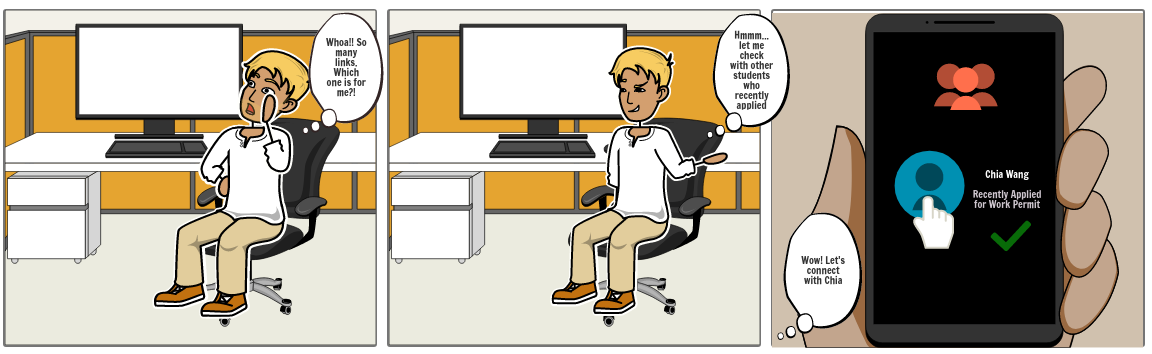 Whoa!! So
many
links.
Which
one is for
me?!
Hmmm...
let me
check
with other
students
who
recently
applied
Chia Wang
Recently Applied
for Work Permit
Wow! Let's
connect
with Chia